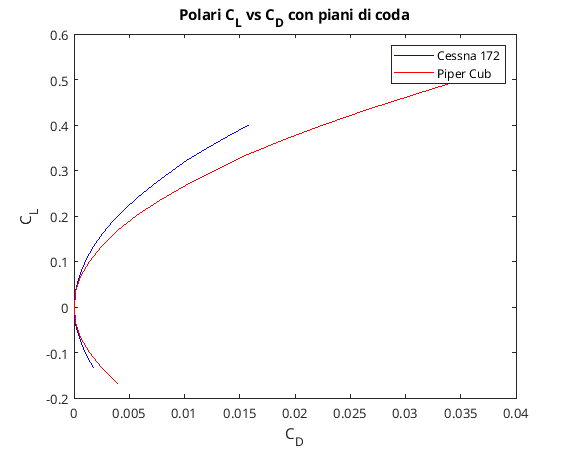 Polari C_L vs C_D con piani di coda
Cessna 172
Piper Cub
0.6
0.5
0.4
0.3
0.2
0.1
0
-0.1
-0.2
C_L
0 0.005 0.01 0.015 0.02 0.025 0.03 0.035 0.04
C_D